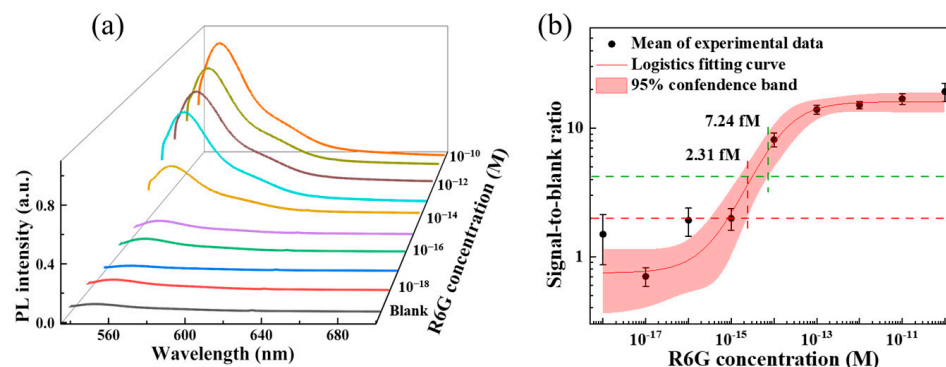 (a)
PL intensity (a.u.)
0.8
0.4
0.0
560
600
640
680
Wavelength (nm)
10⁻¹⁰
10⁻¹²
10⁻¹⁴
10⁻¹⁶
10⁻¹⁸
Blank
R6G concentration (M)
(b)
Mean of experimental data
Logistics fitting curve
95% confendence band
7.24 fM
2.31 fM
Signal-to-blank ratio
10
1
10⁻¹⁷
10⁻¹⁵
10⁻¹³
10⁻¹¹
R6G concentration (M)